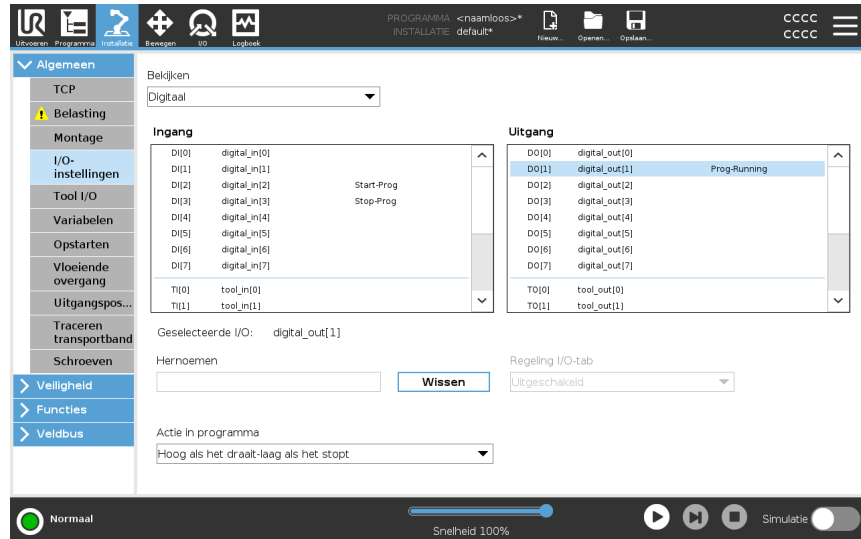 PROGRAMMA <naamloos>*
INSTALLATIE default*
Uitvoeren Programma Installatie Bewegen I/O Logboek Nieuw... Openen... Opslaan...
CCCC
CCCC
Algemeen
TCP
Belasting
Montage
I/O-
instellingen
Tool I/O
Variabelen
Opstarten
Vloeiende
overgang
Uitgangspos...
Traceren
transportband
Schroeven
Veiligheid
Functies
Veldbus
Bekijken
Digitaal
Ingang
DI[0] digital_in[0]
DI[1] digital_in[1]
DI[2] digital_in[2] Start-Prog
DI[3] digital_in[3] Stop-Prog
DI[4] digital_in[4]
DI[5] digital_in[5]
DI[6] digital_in[6]
DI[7] digital_in[7]
TI[0] tool_in[0]
TI[1] tool_in[1]
Uitgang
DO[0] digital_out[0]
DO[1] digital_out[1] Prog-Running
DO[2] digital_out[2]
DO[3] digital_out[3]
DO[4] digital_out[4]
DO[5] digital_out[5]
DO[6] digital_out[6]
DO[7] digital_out[7]
TO[0] tool_out[0]
TO[1] tool_out[1]
Geselecteerde I/O: digital_out[1]
Hernoemen
Wissen
Regeling I/O-tab
Uitgeschakeld
Actie in programma
Hoog als het draait-laag als het stopt
Normaal
Snelheid 100%
Simulatie